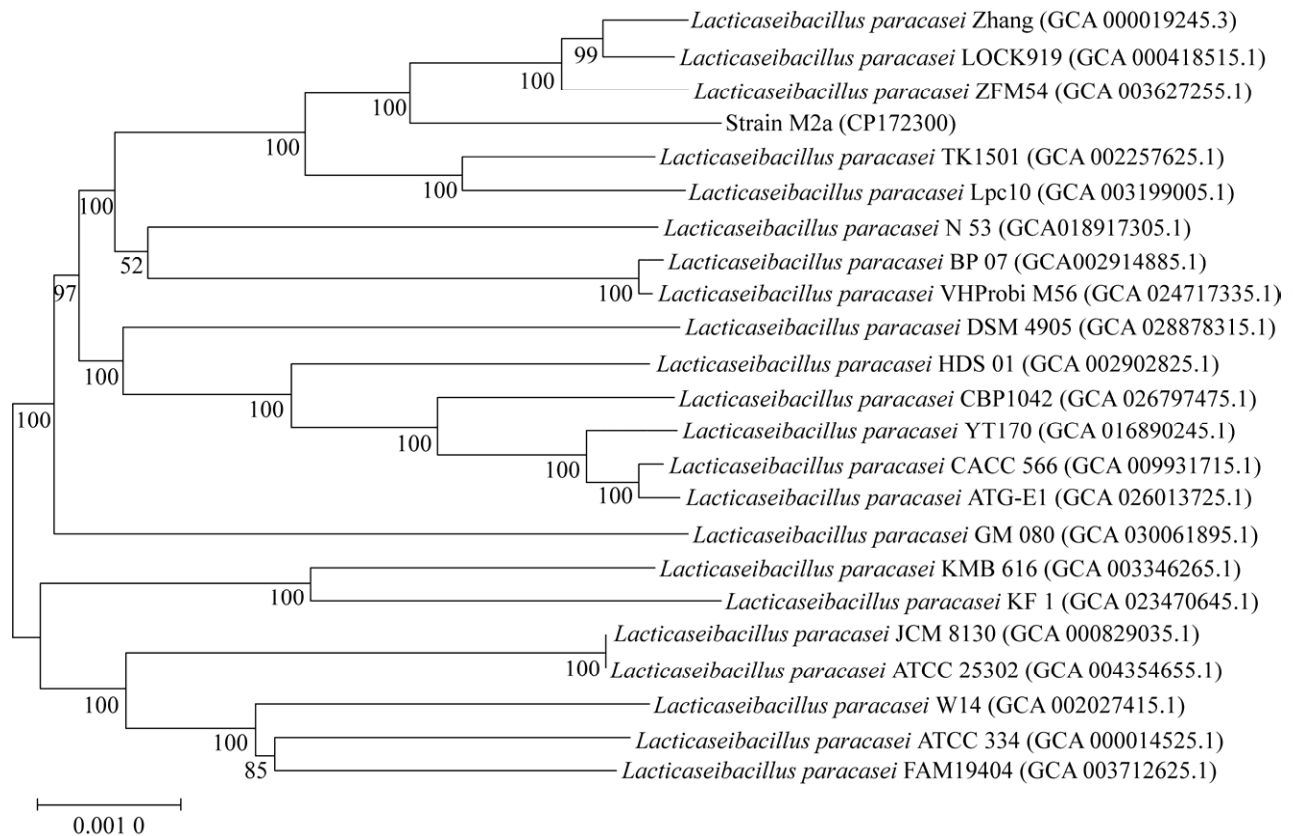 Lacticaseibacillus paracasei Zhang (GCA 000019245.3)
99
Lacticaseibacillus paracasei LOCK919 (GCA 000418515.1)
100
Lacticaseibacillus paracasei ZFM54 (GCA 003627255.1)
100
Strain M2a (CP172300)
100
Lacticaseibacillus paracasei TK1501 (GCA 002257625.1)
100
Lacticaseibacillus paracasei Lpc10 (GCA 003199005.1)
100
Lacticaseibacillus paracasei N 53 (GCA018917305.1)
52
Lacticaseibacillus paracasei BP 07 (GCA002914885.1)
100
Lacticaseibacillus paracasei VHProbi M56 (GCA 024717335.1)
97
Lacticaseibacillus paracasei DSM 4905 (GCA 028878315.1)
100
Lacticaseibacillus paracasei HDS 01 (GCA 002902825.1)
100
Lacticaseibacillus paracasei CBP1042 (GCA 026797475.1)
100
100
Lacticaseibacillus paracasei YT170 (GCA 016890245.1)
100
Lacticaseibacillus paracasei CACC 566 (GCA 009931715.1)
100
Lacticaseibacillus paracasei ATG-E1 (GCA 026013725.1)
Lacticaseibacillus paracasei GM 080 (GCA 030061895.1)
Lacticaseibacillus paracasei KMB 616 (GCA 003346265.1)
100
Lacticaseibacillus paracasei KF 1 (GCA 023470645.1)
Lacticaseibacillus paracasei JCM 8130 (GCA 000829035.1)
100
Lacticaseibacillus paracasei ATCC 25302 (GCA 004354655.1)
100
Lacticaseibacillus paracasei W14 (GCA 002027415.1)
100
Lacticaseibacillus paracasei ATCC 334 (GCA 000014525.1)
85
Lacticaseibacillus paracasei FAM19404 (GCA 003712625.1)
0.001 0